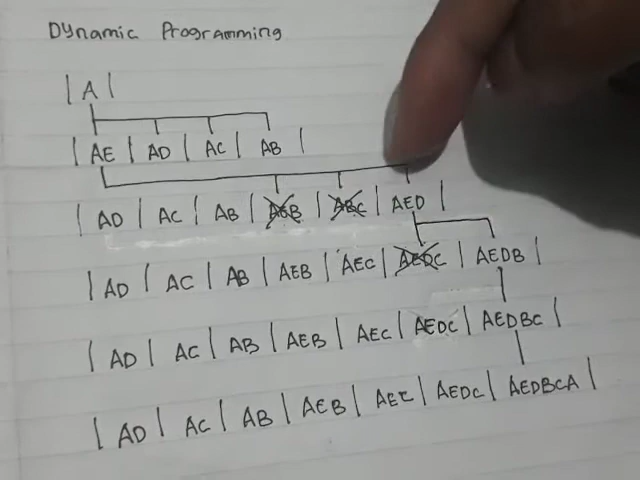 Dynamic Programming
| A |
| AE | AD | AC | AB |
| AD | AC | AB | AEB | AEC | AED |
| AD | AC | AB | AEB | AEC | AEDC | AEDB |
| AD | AC | AB | AEB | AEC | AEDC | AEDBC |
| AD | AC | AB | AEB | AEC | AEDC | AEDBCA |